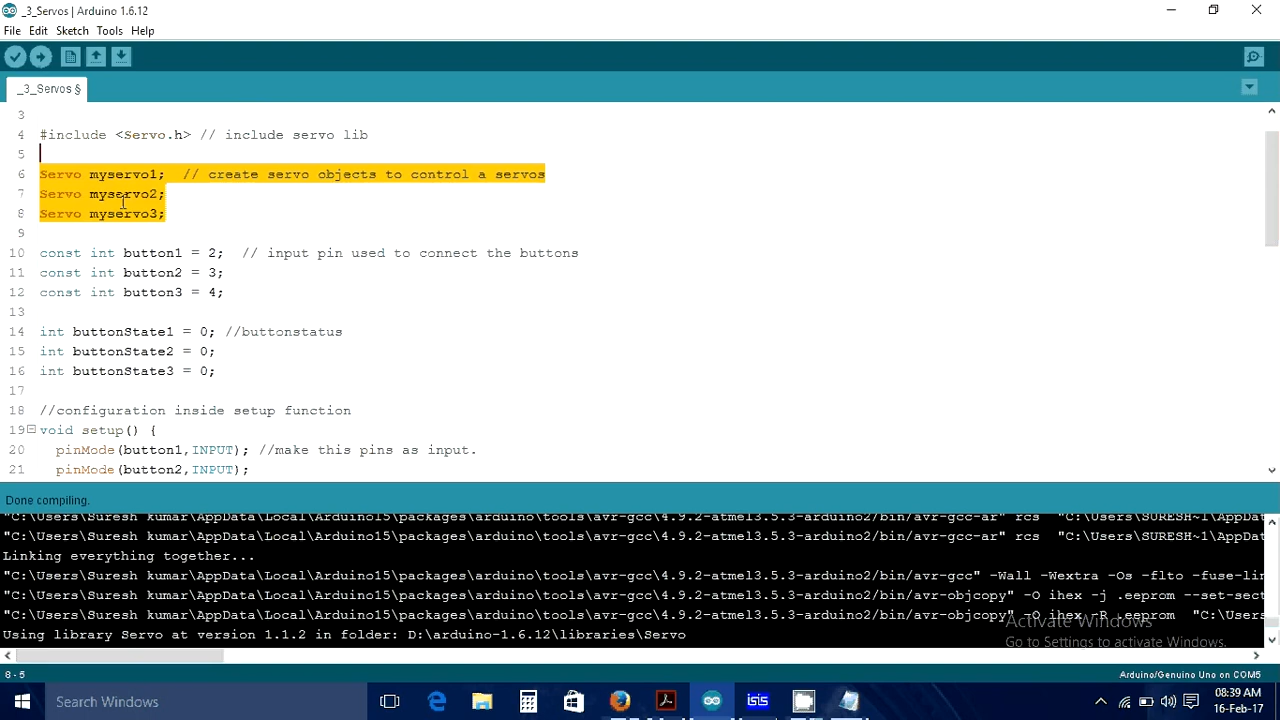 _3_Servos | Arduino 1.6.12
File Edit Sketch Tools Help
_3_Servos §
3
4 #include <Servo.h> // include servo lib
5
6 Servo myservo1;  // create servo objects to control a servos
7 Servo myservo2;
8 Servo myservo3;
9
10 const int button1 = 2;  // input pin used to connect the buttons
11 const int button2 = 3;
12 const int button3 = 4;
13
14 int buttonState1 = 0; //buttonstatus
15 int buttonState2 = 0;
16 int buttonState3 = 0;
17
18 //configuration inside setup function
19 void setup() {
20   pinMode(button1,INPUT); //make this pins as input.
21   pinMode(button2,INPUT);
Done compiling.
"C:\Users\Suresh kumar\AppData\Local\Arduino15\packages\arduino\tools\avr-gcc\4.9.2-atmel3.5.3-arduino2/bin/avr-gcc-ar" rcs  "C:\Users\SURESH~1\AppDat
"C:\Users\Suresh kumar\AppData\Local\Arduino15\packages\arduino\tools\avr-gcc\4.9.2-atmel3.5.3-arduino2/bin/avr-gcc-ar" rcs  "C:\Users\SURESH~1\AppDat
Linking everything together...
"C:\Users\Suresh kumar\AppData\Local\Arduino15\packages\arduino\tools\avr-gcc\4.9.2-atmel3.5.3-arduino2/bin/avr-gcc" -Wall -Wextra -Os -flto -fuse-lin
"C:\Users\Suresh kumar\AppData\Local\Arduino15\packages\arduino\tools\avr-gcc\4.9.2-atmel3.5.3-arduino2/bin/avr-objcopy" -O ihex -j .eeprom --set-sect
"C:\Users\Suresh kumar\AppData\Local\Arduino15\packages\arduino\tools\avr-gcc\4.9.2-atmel3.5.3-arduino2/bin/avr-objcopy" -O ihex -R .eeprom  "C:\Users
Using library Servo at version 1.1.2 in folder: D:\arduino-1.6.12\libraries\Servo
Activate Windows
Go to Settings to activate Windows.
8 - 5
Arduino/Genuino Uno on COM5
Search Windows
isis
08:39 AM
16-Feb-17